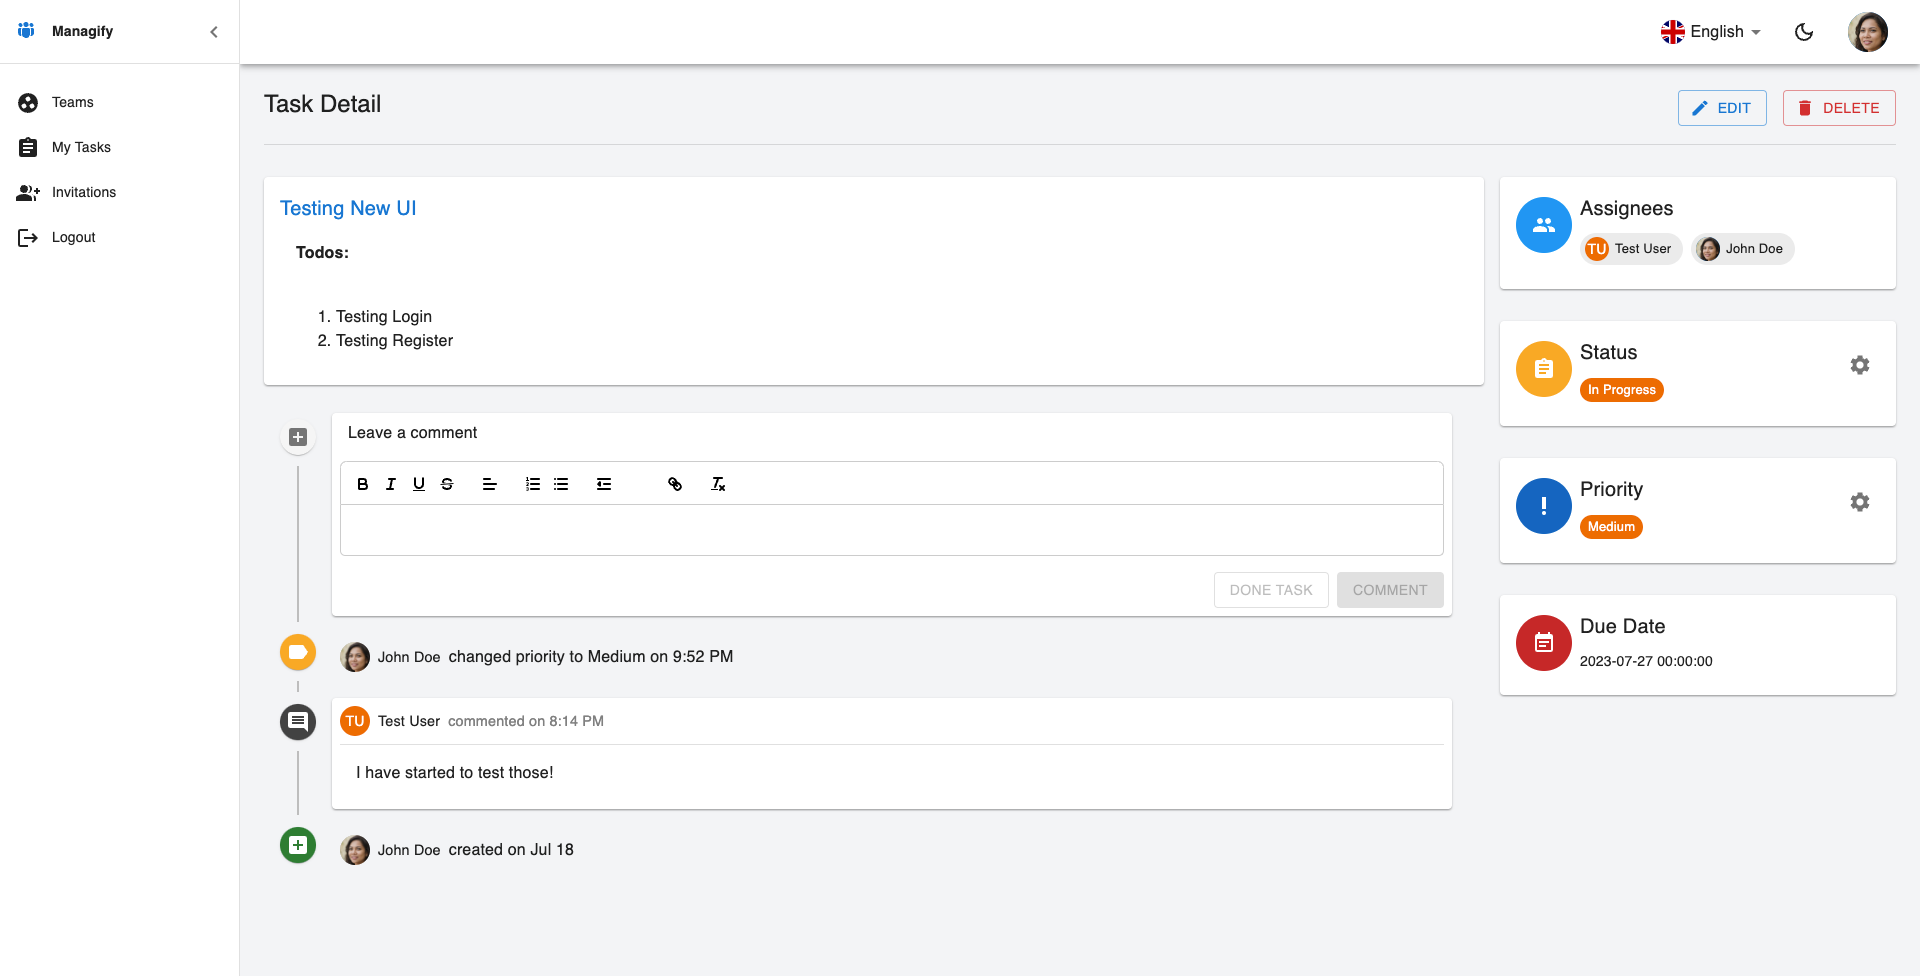 Managify
English
Teams
My Tasks
Invitations
Logout
Task Detail
EDIT
DELETE
Testing New UI
Todos:
1. Testing Login
2. Testing Register
Leave a comment
DONE TASK
COMMENT
John Doe changed priority to Medium on 9:52 PM
TU Test User commented on 8:14 PM
I have started to test those!
John Doe created on Jul 18
Assignees
TU Test User John Doe
Status
In Progress
Priority
Medium
Due Date
2023-07-27 00:00:00